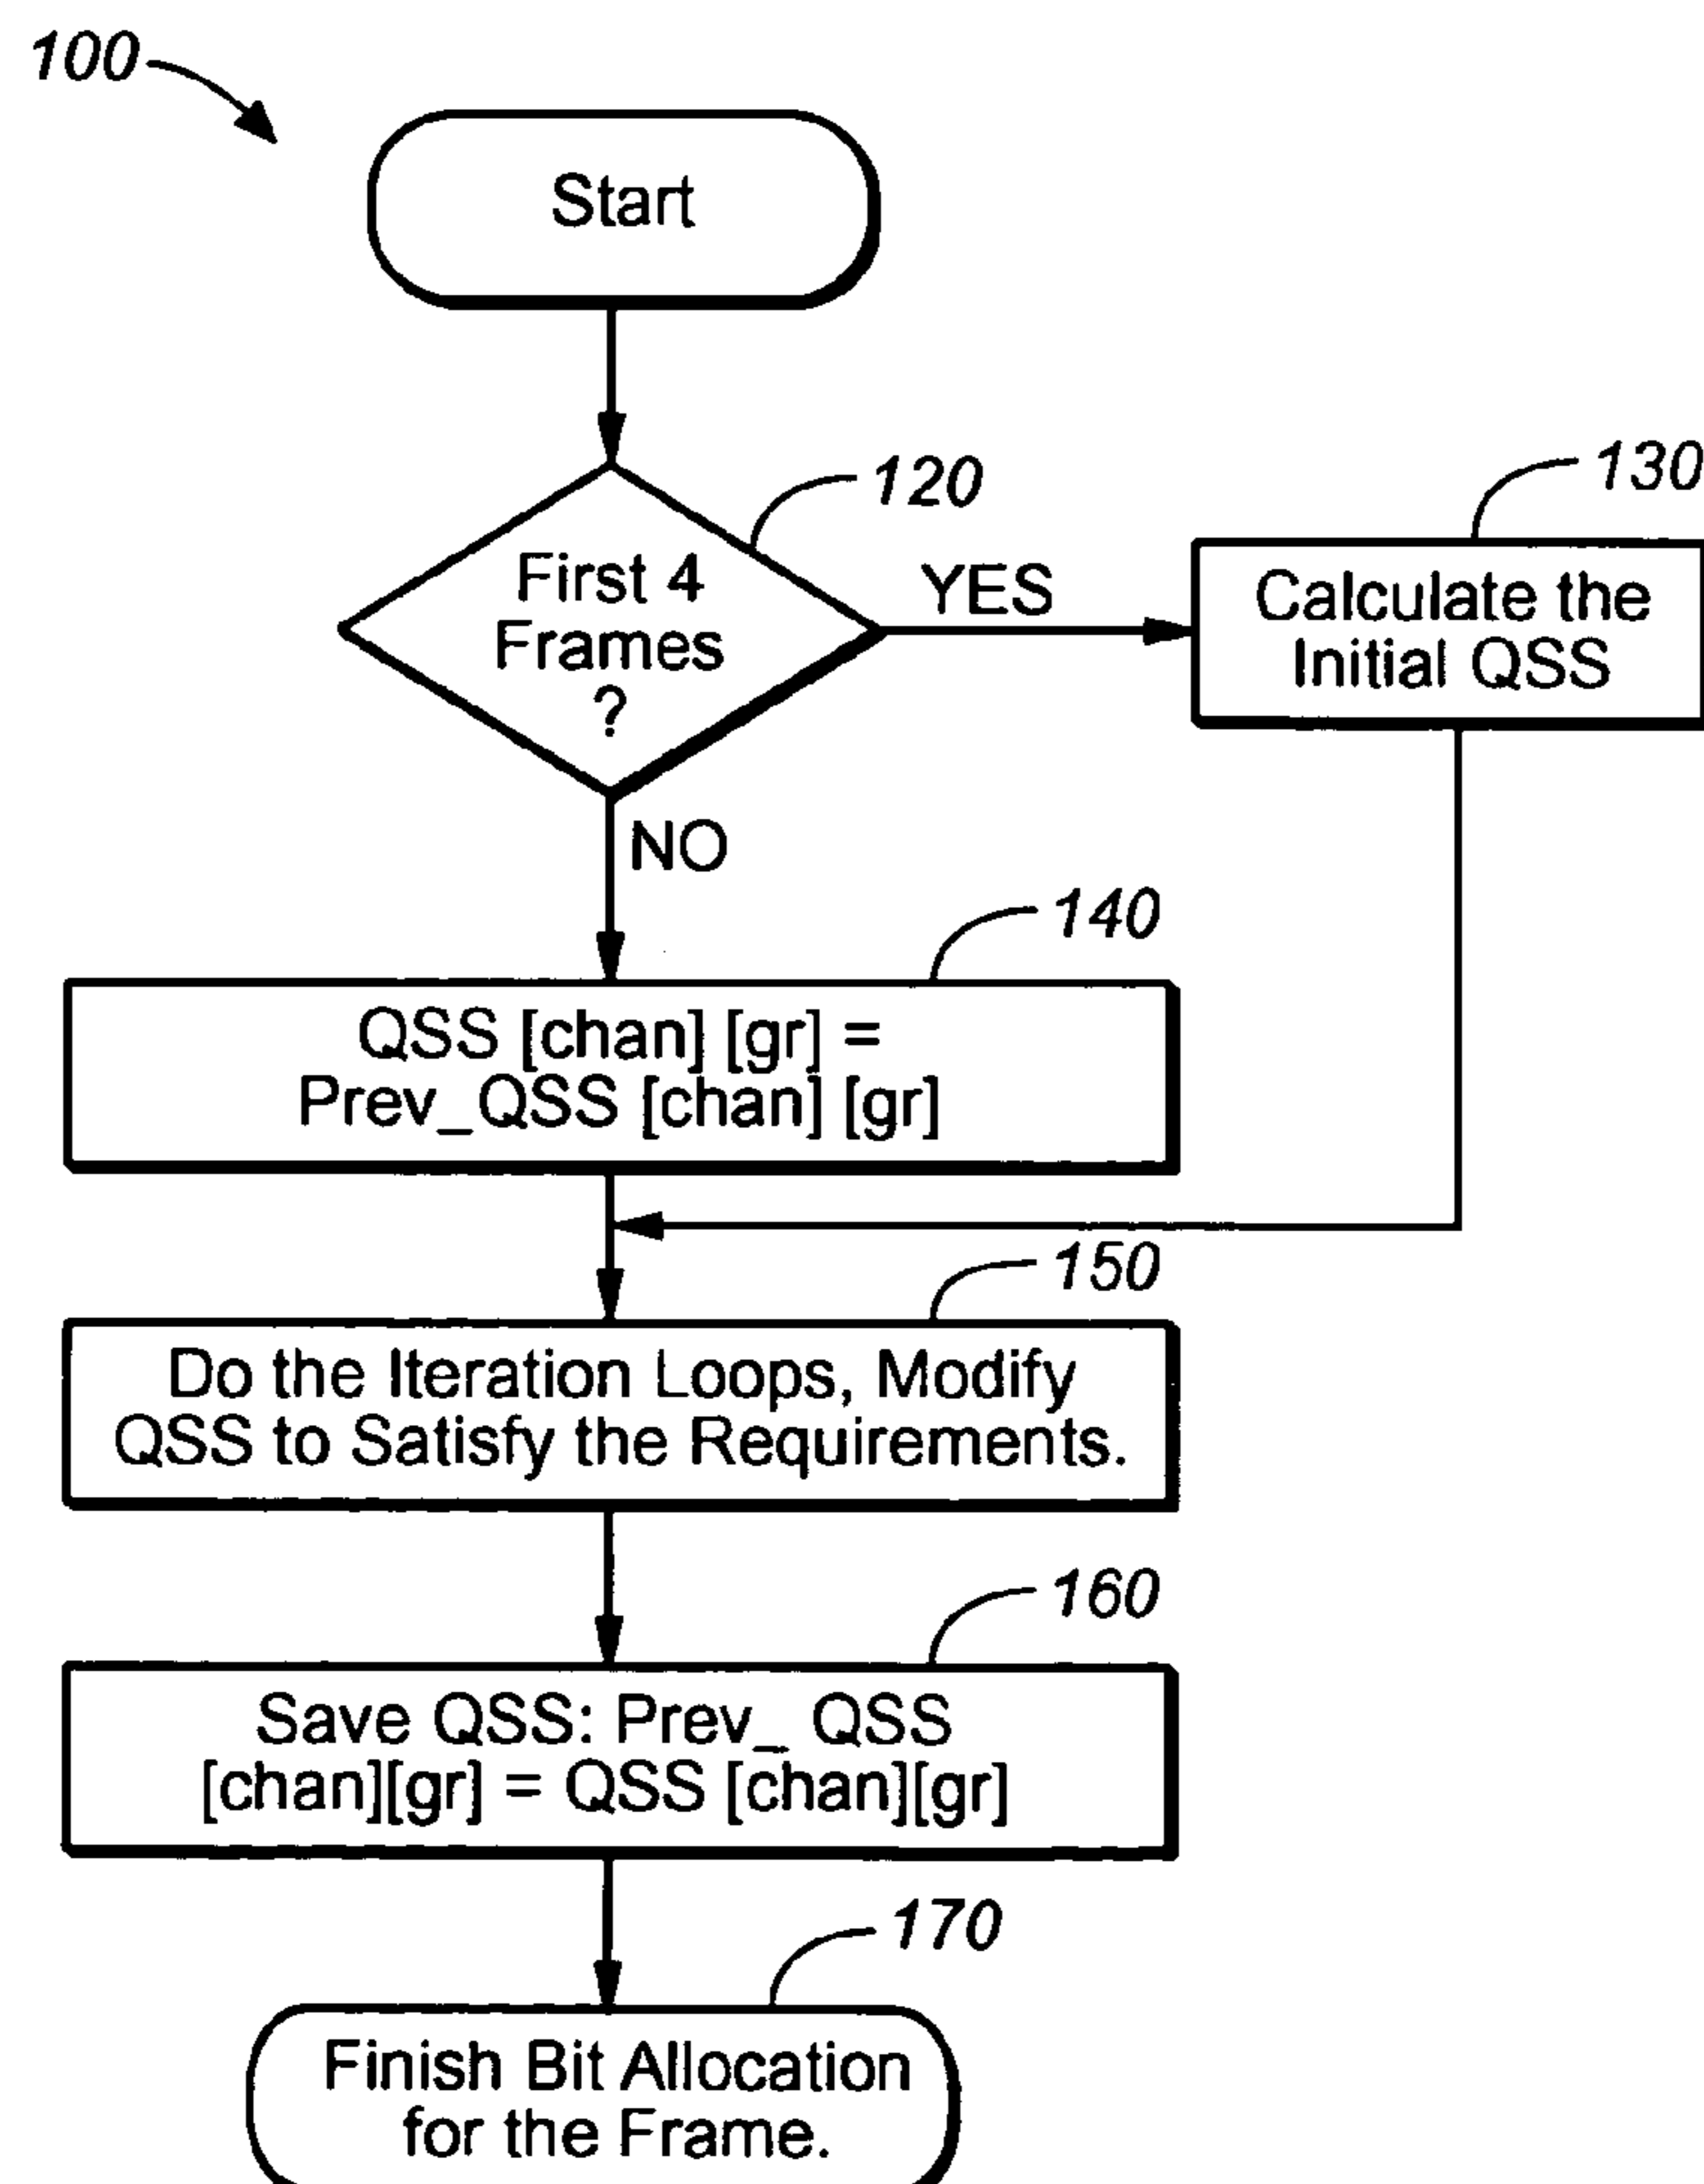 100
Start
120
First 4
Frames
?
YES
130
Calculate the
Initial QSS
NO
140
QSS [chan] [gr] =
Prev_QSS [chan] [gr]
150
Do the Iteration Loops, Modify
QSS to Satisfy the Requirements.
160
Save QSS: Prev_ QSS
[chan][gr] = QSS [chan][gr]
170
Finish Bit Allocation
for the Frame.